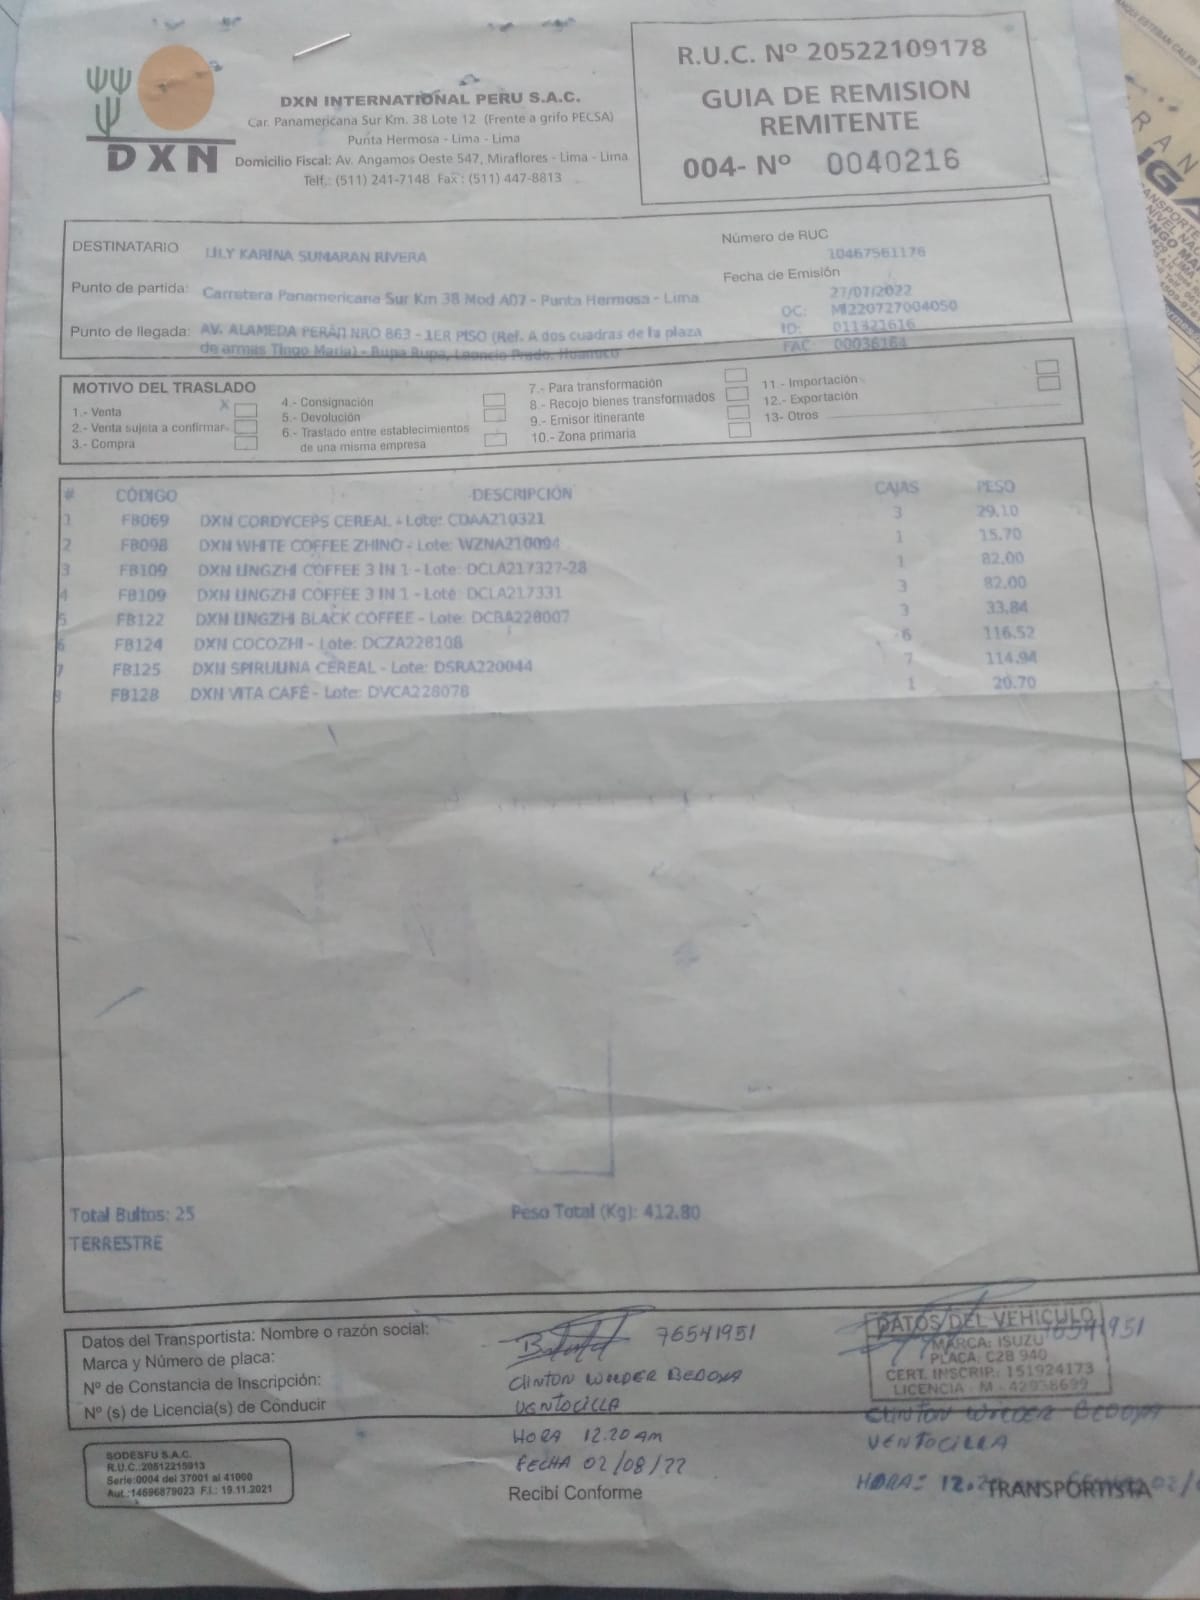 DXN
DXN INTERNATIONAL PERU S.A.C.
Car. Panamericana Sur Km. 38 Lote 12 (Frente a grifo PECSA)
Punta Hermosa - Lima - Lima
Domicilio Fiscal: Av. Angamos Oeste 547, Miraflores - Lima - Lima
Telf.: (511) 241-7148 Fax : (511) 447-8813
R.U.C. Nº 20522109178
GUIA DE REMISION
REMITENTE
004- Nº 0040216
DESTINATARIO LILY KARINA SUMARAN RIVERA
Número de RUC
10467561176
Punto de partida: Carretera Panamericana Sur Km 38 Mod A07 - Punta Hermosa - Lima
Fecha de Emisión
27/07/2022
OC: MI220727004050
Punto de llegada: AV. ALAMEDA PERÁN NRO 863 - 1ER PISO (Ref. A dos cuadras de la plaza
de armas Tingo Maria) - Rupa Rupa, Leoncio Prado, Huanuco
ID: 011321616
FAC: 00036184
MOTIVO DEL TRASLADO
1.- Venta X
2.- Venta sujeta a confirmar
3.- Compra
4.- Consignación
5.- Devolución
6.- Traslado entre establecimientos
de una misma empresa
7.- Para transformación
8.- Recojo bienes transformados
9.- Emisor itinerante
10.- Zona primaria
11.- Importación
12.- Exportación
13- Otros
# CÓDIGO DESCRIPCIÓN CAJAS PESO
1 FB069 DXN CORDYCEPS CEREAL - Lote: CDAA210321 3 29.10
2 FB098 DXN WHITE COFFEE ZHINO - Lote: WZNA210094 1 15.70
3 FB109 DXN LINGZHI COFFEE 3 IN 1 - Lote: DCLA217327-28 1 82.00
4 FB109 DXN LINGZHI COFFEE 3 IN 1 - Lote: DCLA217331 3 82.00
5 FB122 DXN LINGZHI BLACK COFFEE - Lote: DCBA228007 3 33.84
6 FB124 DXN COCOZHI - Lote: DCZA228108 6 116.52
7 FB125 DXN SPIRULINA CEREAL - Lote: DSRA220044 7 114.94
8 FB128 DXN VITA CAFÉ - Lote: DVCA228078 1 20.70
Total Bultos: 25 Peso Total (Kg): 412.80
TERRESTRE
Datos del Transportista: Nombre o razón social:
Marca y Número de placa:
Nº de Constancia de Inscripción:
Nº (s) de Licencia(s) de Conducir
76541951
CLINTON WILDER BEDOYA
VENTOCILLA
HORA 12.20 am
FECHA 02/08/22
Recibí Conforme
DATOS DEL VEHICULO
MARCA: ISUZU
PLACA. C2B 940
CERT. INSCRIP.: 151924173
LICENCIA - M - 42938699
76541951
CLINTON WILDER BEDOYA
VENTOCILLA
HORA= 12.20
TRANSPORTISTA
SODESFU S.A.C.
R.U.C.:20512215913
Serie:0004 del 37001 al 41000
Aut.:14696879023 F.I.: 19.11.2021